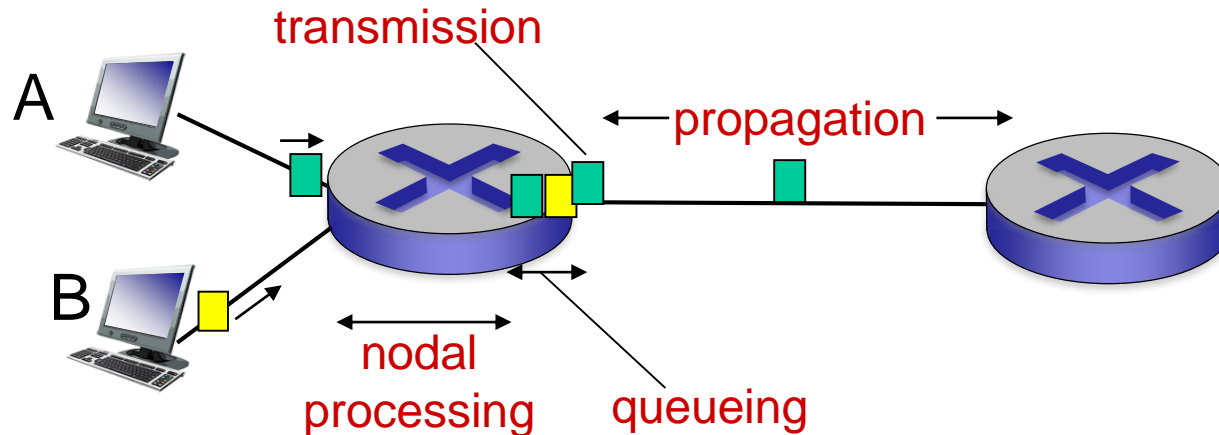 transmission
A
propagation
B
nodal
processing
queueing